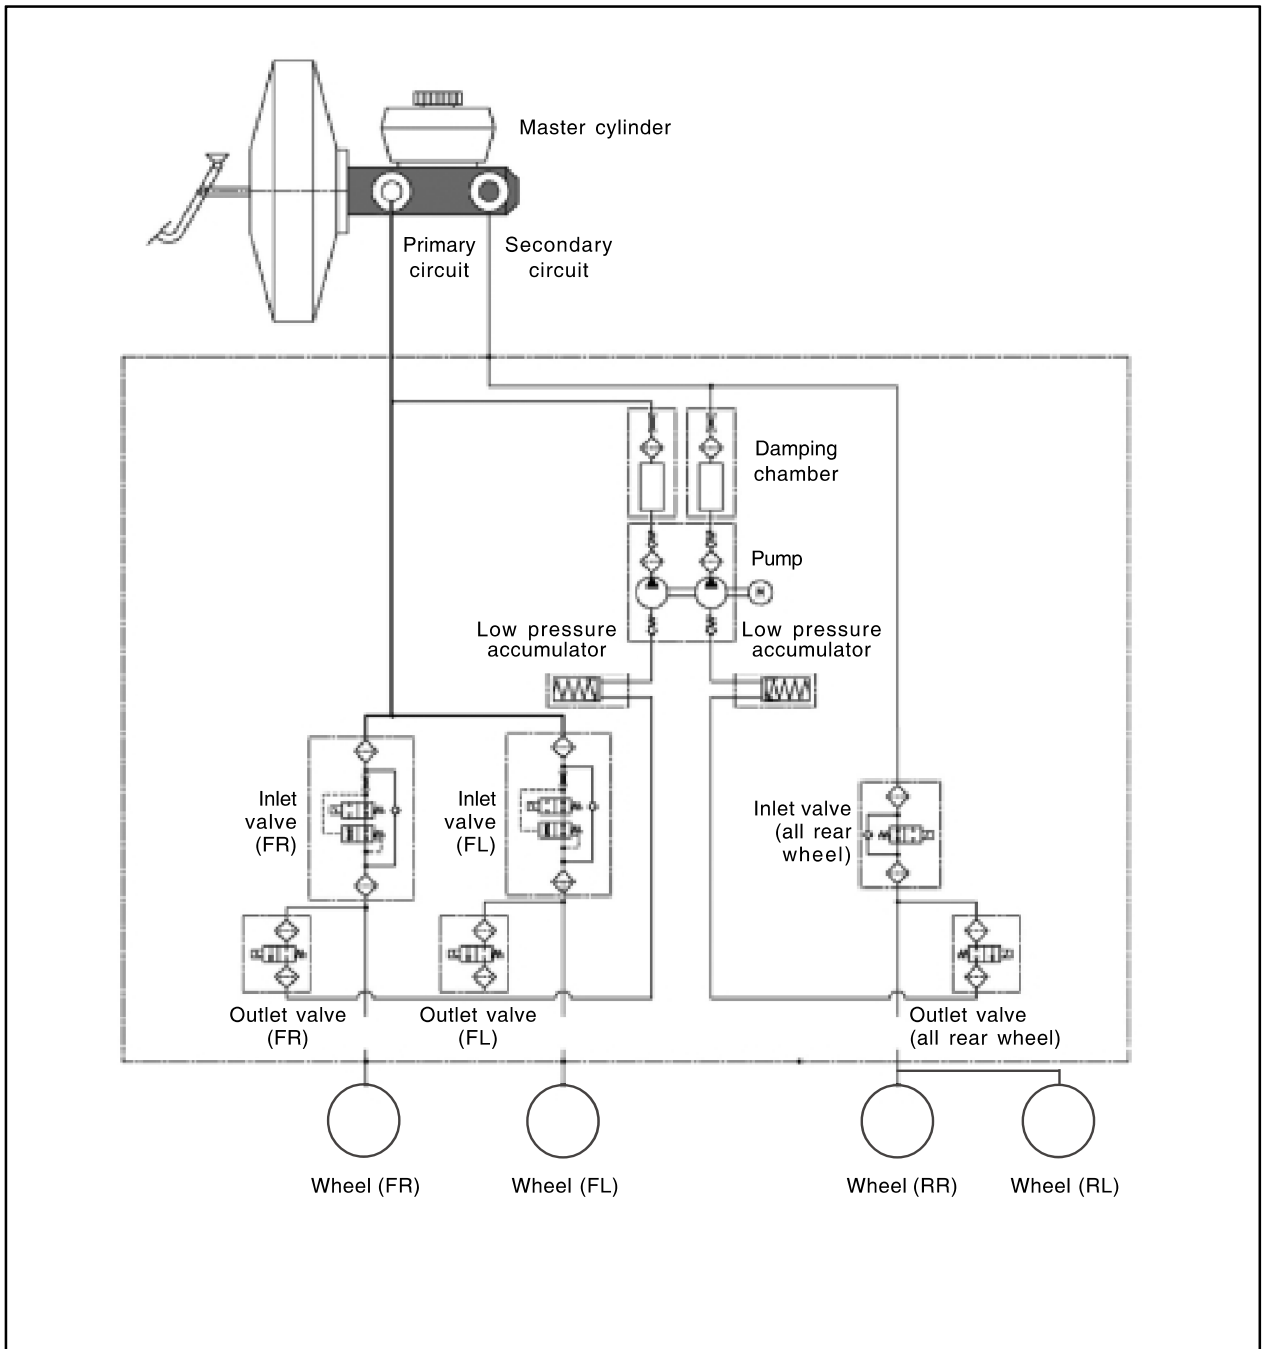 Master cylinder
Primary
circuit
Secondary
circuit
Damping
chamber
Pump
Low pressure
accumulator
Low pressure
accumulator
Inlet
valve
(FR)
Inlet
valve
(FL)
Inlet valve
(all rear
wheel)
Outlet valve
(FR)
Outlet valve
(FL)
Outlet valve
(all rear wheel)
Wheel (FR)
Wheel (FL)
Wheel (RR)
Wheel (RL)